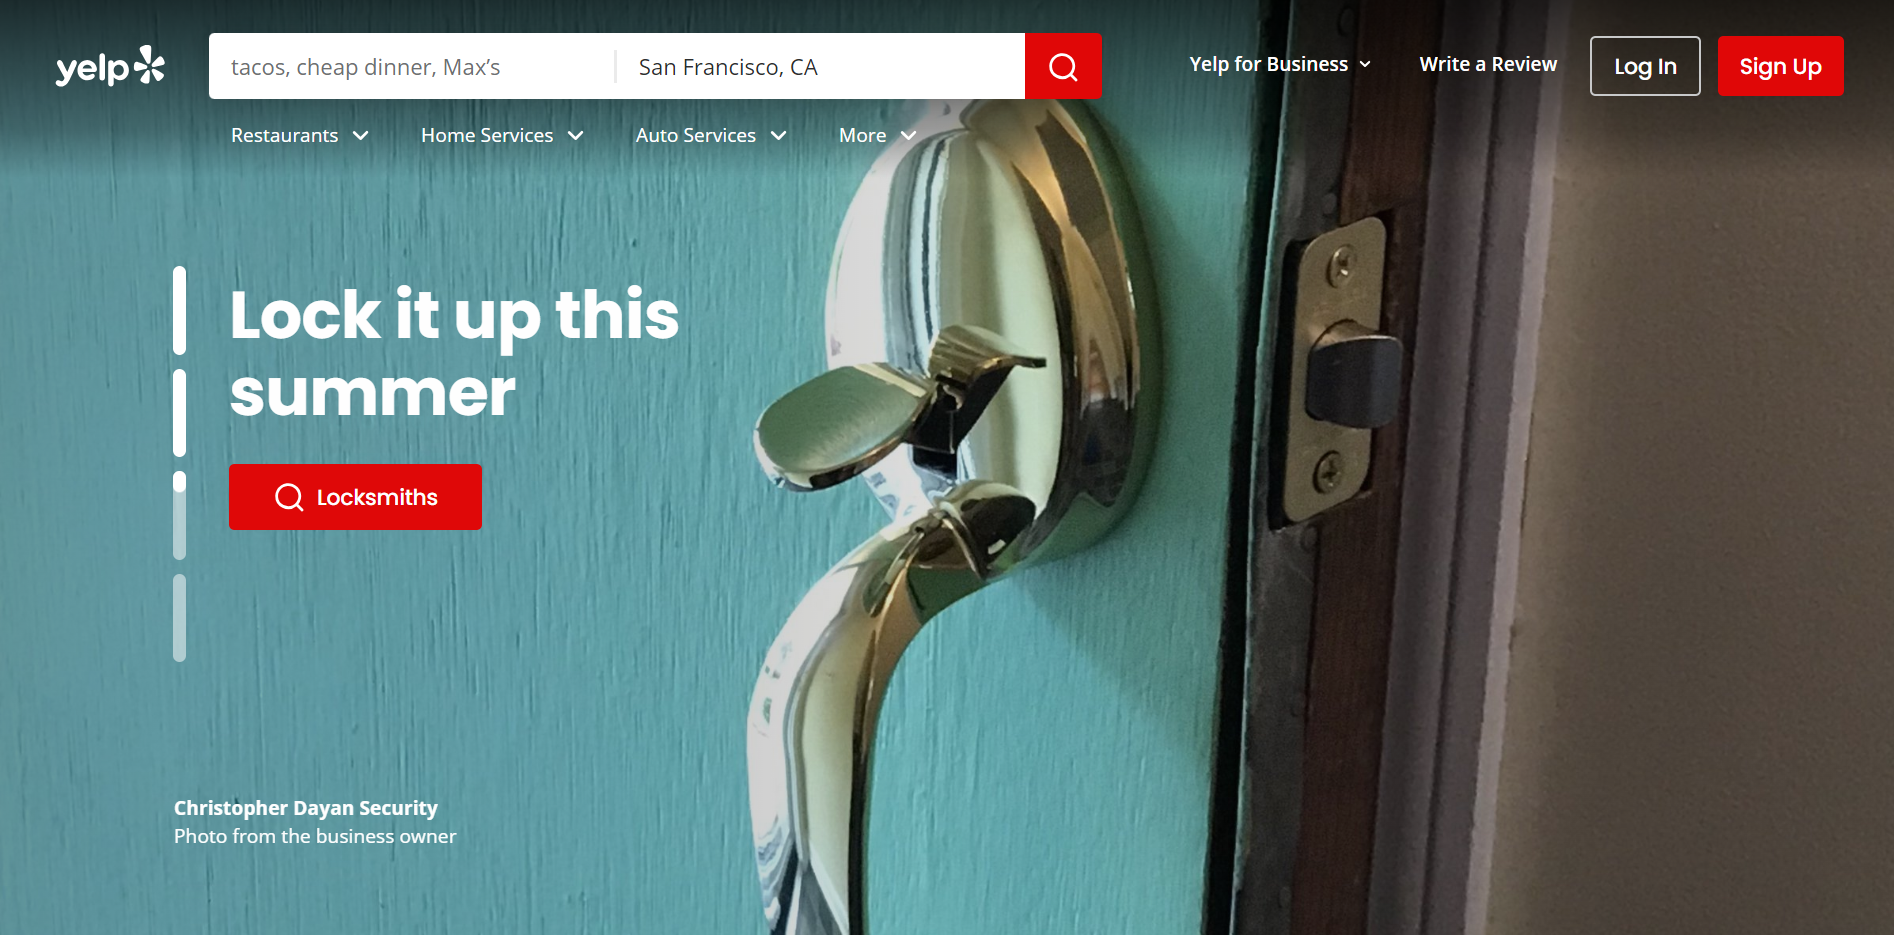 yelp
tacos, cheap dinner, Max’s
San Francisco, CA
Yelp for Business
Write a Review
Log In
Sign Up
Restaurants
Home Services
Auto Services
More
Lock it up this
summer
Locksmiths
Christopher Dayan Security
Photo from the business owner